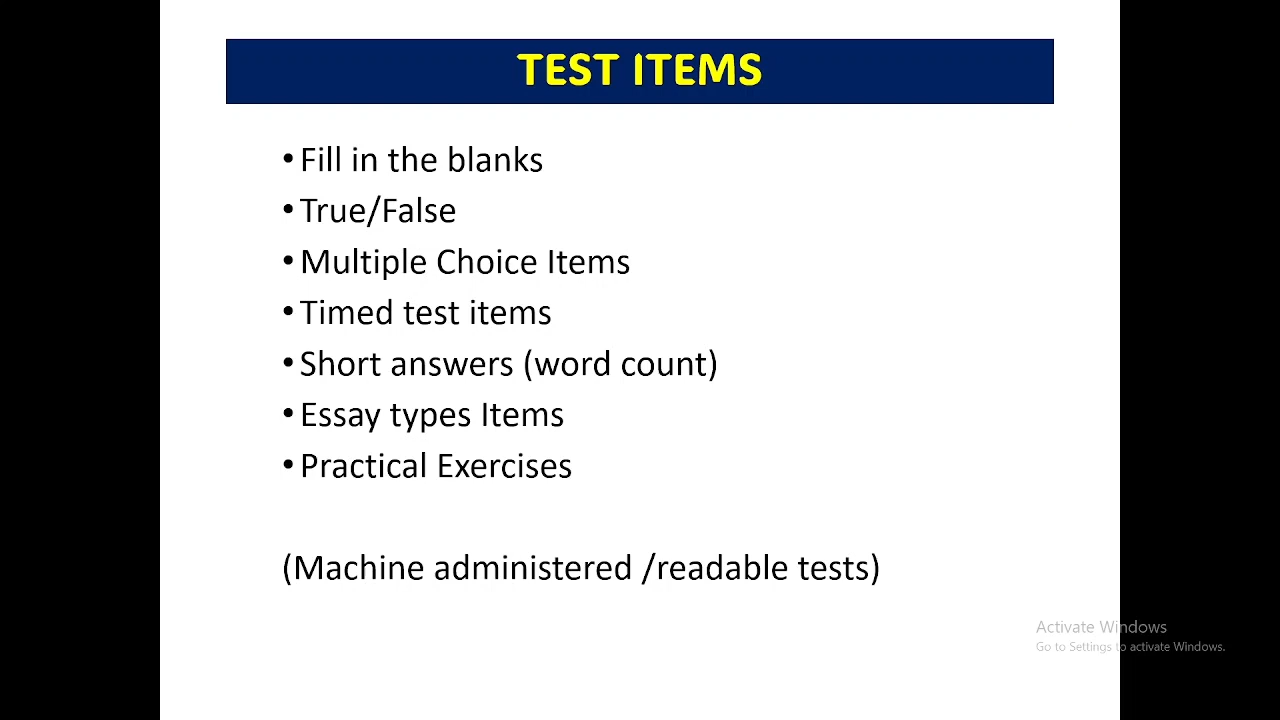 TEST ITEMS
• Fill in the blanks
• True/False
• Multiple Choice Items
• Timed test items
• Short answers (word count)
• Essay types Items
• Practical Exercises
(Machine administered /readable tests)
Activate Windows
Go to Settings to activate Windows.